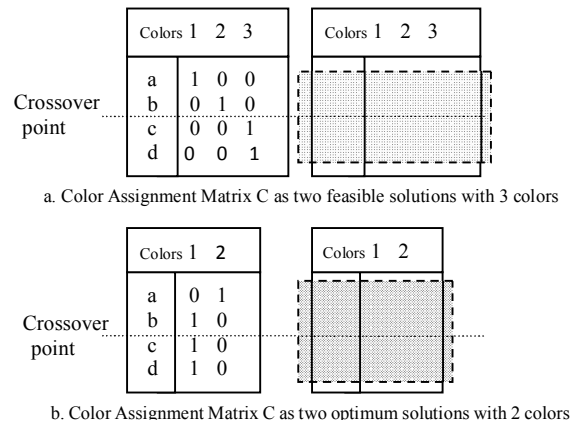 Colors 1 2 3
Colors 1 2 3
a 1 0 0
b 0 1 0
Crossover point
c 0 0 1
d 0 0 1
a. Color Assignment Matrix C as two feasible solutions with 3 colors
Colors 1 2
Colors 1 2
a 0 1
b 1 0
Crossover point
c 1 0
d 1 0
b. Color Assignment Matrix C as two optimum solutions with 2 colors